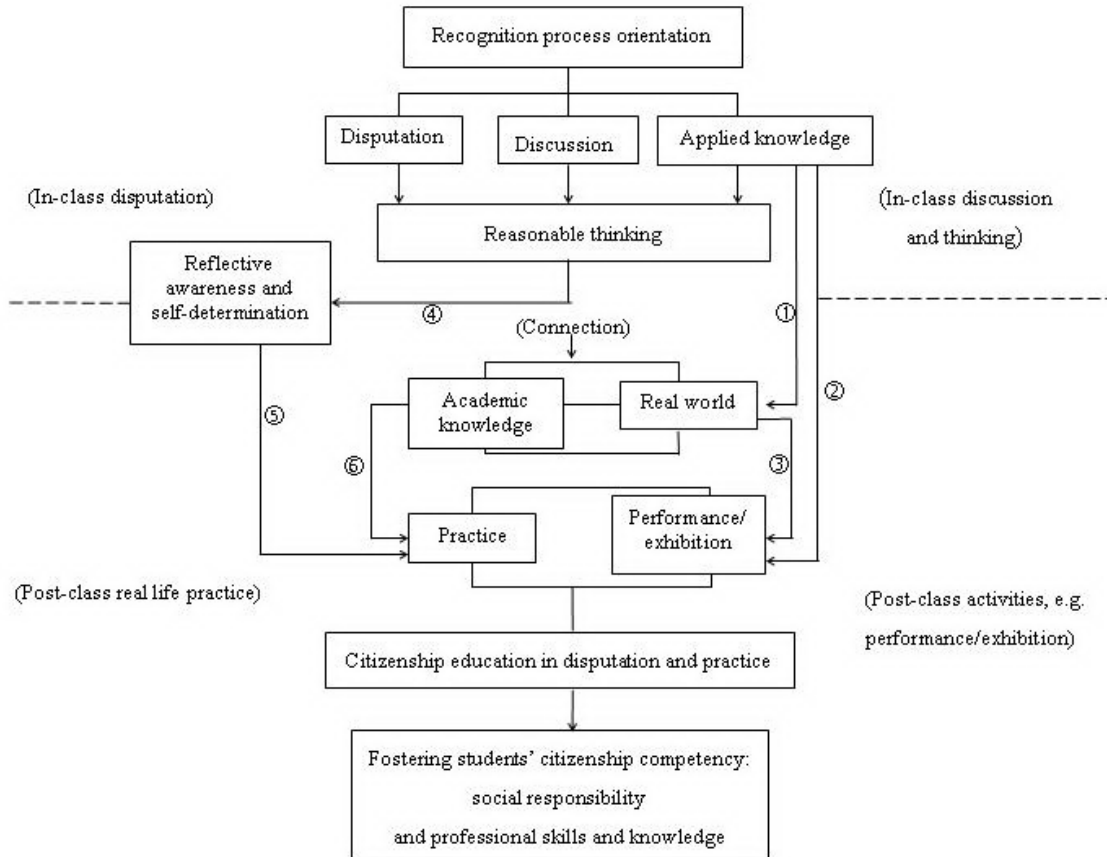 Recognition process orientation
Disputation
Discussion
Applied knowledge
(In-class disputation)
(In-class discussion
and thinking)
Reasonable thinking
Reflective
awareness and
self-determination
④
①
(Connection)
②
Academic
knowledge
Real world
⑤
⑥
③
Practice
Performance/
exhibition
(Post-class real life practice)
(Post-class activities, e.g.
performance/exhibition)
Citizenship education in disputation and practice
Fostering students’ citizenship competency:
social responsibility
and professional skills and knowledge